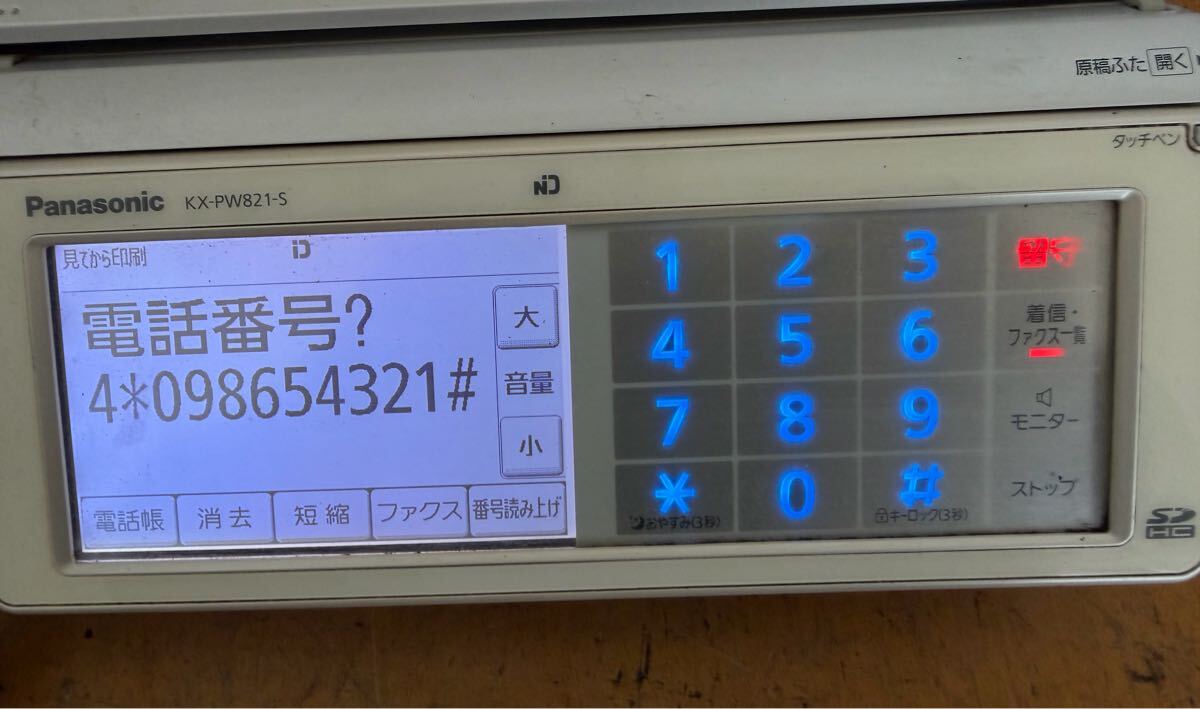 原稿ふた 開く
タッチペン
Panasonic KX-PW821-S
ND
見てから印刷
iD
電話番号?
4*098654321#
大
音量
小
電話帳 消去 短縮 ファクス 番号読み上げ
1 2 3
4 5 6
7 8 9
* 0 #
おやすみ(3秒) キーロック(3秒)
留守
着信・
ファクス一覧
モニター
ストップ
SD
HC